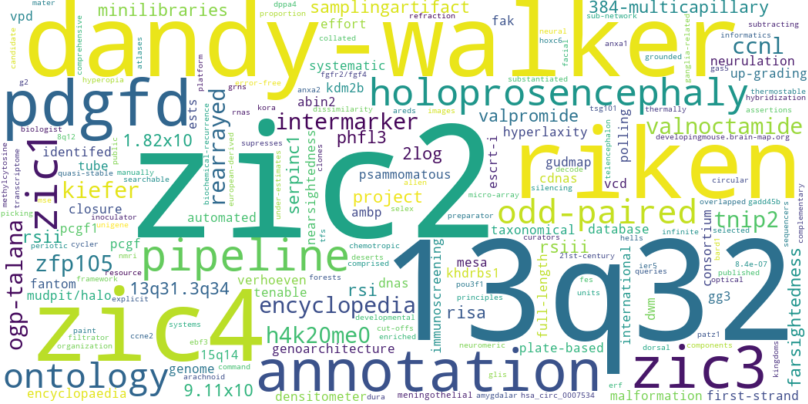 dandy-walker
minilibraries
samplingartifact
384-multicapillary
vpd
effort
fak
ccnl
systematic
neurulation
up-grading
pdgfd
ests
rearrayed
kdm2b
abin2
holoprosencephaly
intermarker
valpromide
valnoctamide
hyperlaxity
polling
phfl3
1.82x10
identifed
zic1
tube
2log
escrt-i
serpinc1
nearsightedness
psammomatous
gudmap
vcd
cdnas
riken
zic2
kiefer
closure
automated
project
ambp
odd-paired
tnip2
taxonomical
database
rsii
pcgf1
pcgf
zfp105
fantom
pipeline
ogp-talana
mudpit/halo
13q31.3q34
verhoeven
tenable
rsi
dnas
encyclopedia
mesa
khdrbs1
risa
immunoscreening
13q32
rsiii
full-length
international
consortium
dwm
gg3
farsightedness
zic4
h4k20me0
genoarchitecture
15q14
plate-based
zic3
ontology
genome
9.11x10
annotation
encyclopaedia
densitometer
dura
meningothelial
amygdalar
hsa_circ_0007534
malformation
first-strand
developingmouse.brain-map.org
micro-array
preparator
chemotropic
pou3f1
principles
neuromeric
developmental
cut-offs
enriched
deserts
comprised
forests
resource
framework
explicit
paint
filtrator
organization
systems
ebf3
ccne2
command
arachnoid
periotic
cycler
nmri
quasi-stable
manually
searchable
inoculator
picking
unigene
biologist
8q12
public
hyperopia
g2
candidate
comprehensive
atlases
platform
grns
error-free
anxa2
kora
dppa4
proportion
collated
refraction
fgfr2/fgf4
dissimilarity
areds
images
sub-network
neural
hoxc6
facial
anxa1
grounded
substantiated
tsg101
thermally
silencing
decode
telencephalon
ganglia-related
gas5
informatics
subtracting
thermostable
hybridization
assertions
circular
overlapped
gadd45b
infinite
selected
curators
hells
21st-century
ier5
queries
published
8.4e-07
optical
sequencers
complementary
patz1
dorsal
components
kingdoms
units
fes
glis
erf
bard1
alien
selex
tfs
clones
supresses
under-estimates
european-derived
biochemical-recurrence
transcriptome
methylcytosine
mater